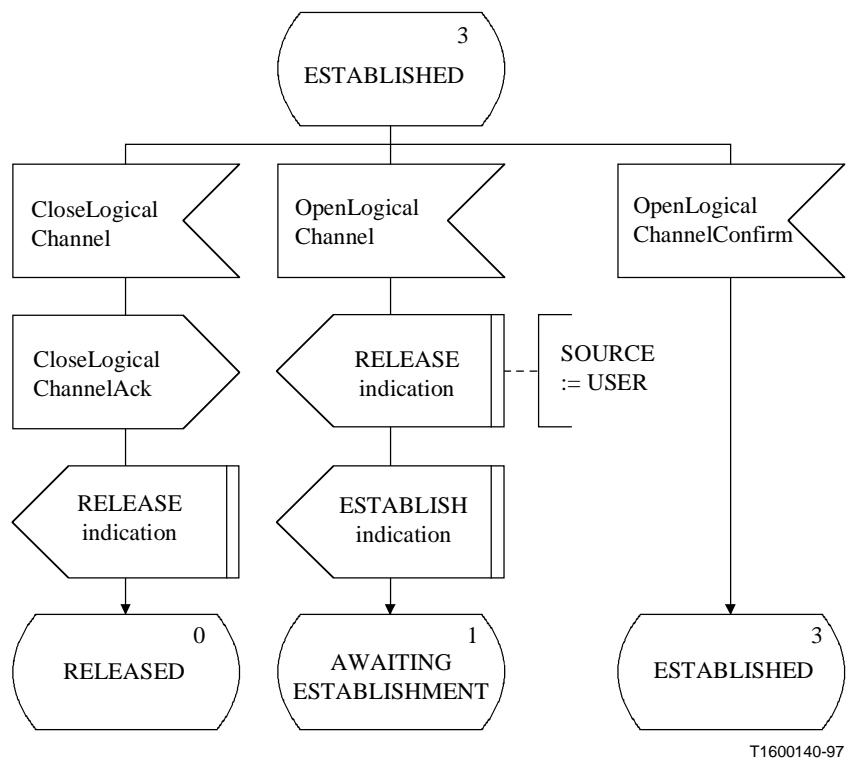 3
ESTABLISHED
CloseLogical
Channel
OpenLogical
Channel
OpenLogical
ChannelConfirm
CloseLogical
ChannelAck
RELEASE
indication
SOURCE
:= USER
RELEASE
indication
ESTABLISH
indication
0
RELEASED
1
AWAITING
ESTABLISHMENT
3
ESTABLISHED
T1600140-97